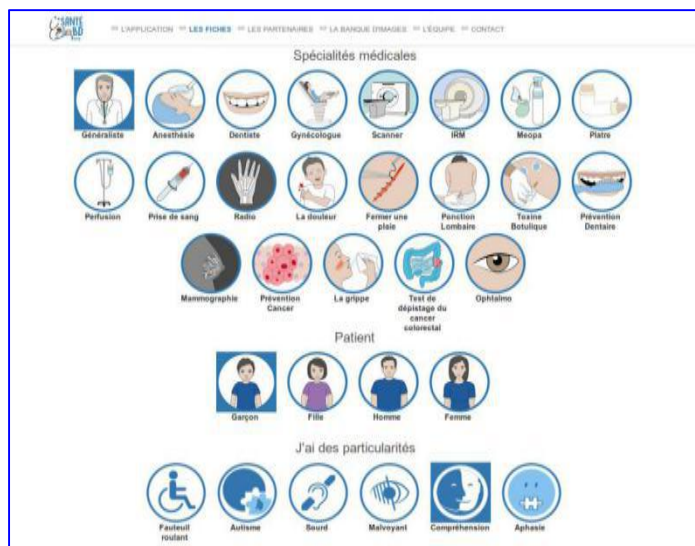 SANTE
BD
L'APPLICATION LES FICHES LES PARTENAIRES LA BANQUE D'IMAGES L'ÉQUIPE CONTACT
Spécialités médicales
Généraliste Anesthésie Dentiste Gynécologue Scanner IRM Meopa Platre
Perfusion Prise de sang Radio La douleur Fermer une plaie Ponction Lombaire Toxine Botulique Prévention Dentaire
Mammographie Prévention Cancer La grippe Test de dépistage du cancer colorectal Ophtalmo
Patient
Garçon Fille Homme Femme
J'ai des particularités
Fauteuil roulant Autisme Sourd Malvoyant Compréhension Aphasie